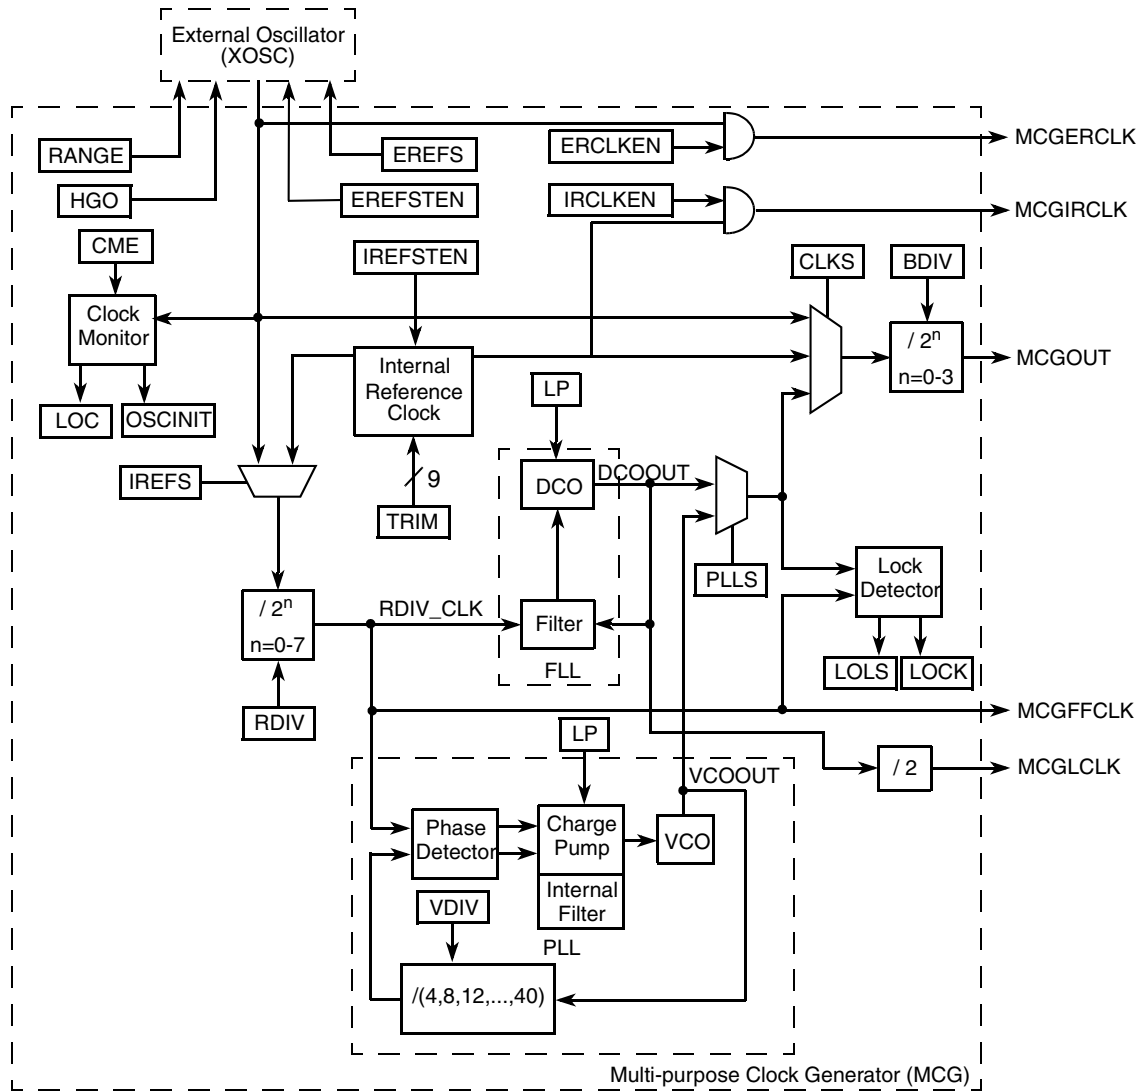 External Oscillator
(XOSC)
RANGE
EREFS
ERCLKEN
MCGERCLK
HGO
EREFSTEN
IRCLKEN
MCGIRCLK
CME
IREFSTEN
CLKS
BDIV
Clock
Monitor
/ 2n
n=0-3
MCGOUT
Internal
Reference
Clock
LP
LOC
OSCINIT
IREFS
9
TRIM
DCO
DCOOUT
PLLS
Lock
Detector
/ 2n
n=0-7
RDIV_CLK
Filter
FLL
LOLS
LOCK
RDIV
MCGFFCLK
LP
/ 2
MCGLCLK
VCOOUT
Phase
Detector
Charge
Pump
VCO
Internal
Filter
VDIV
PLL
/(4,8,12,...,40)
Multi-purpose Clock Generator (MCG)